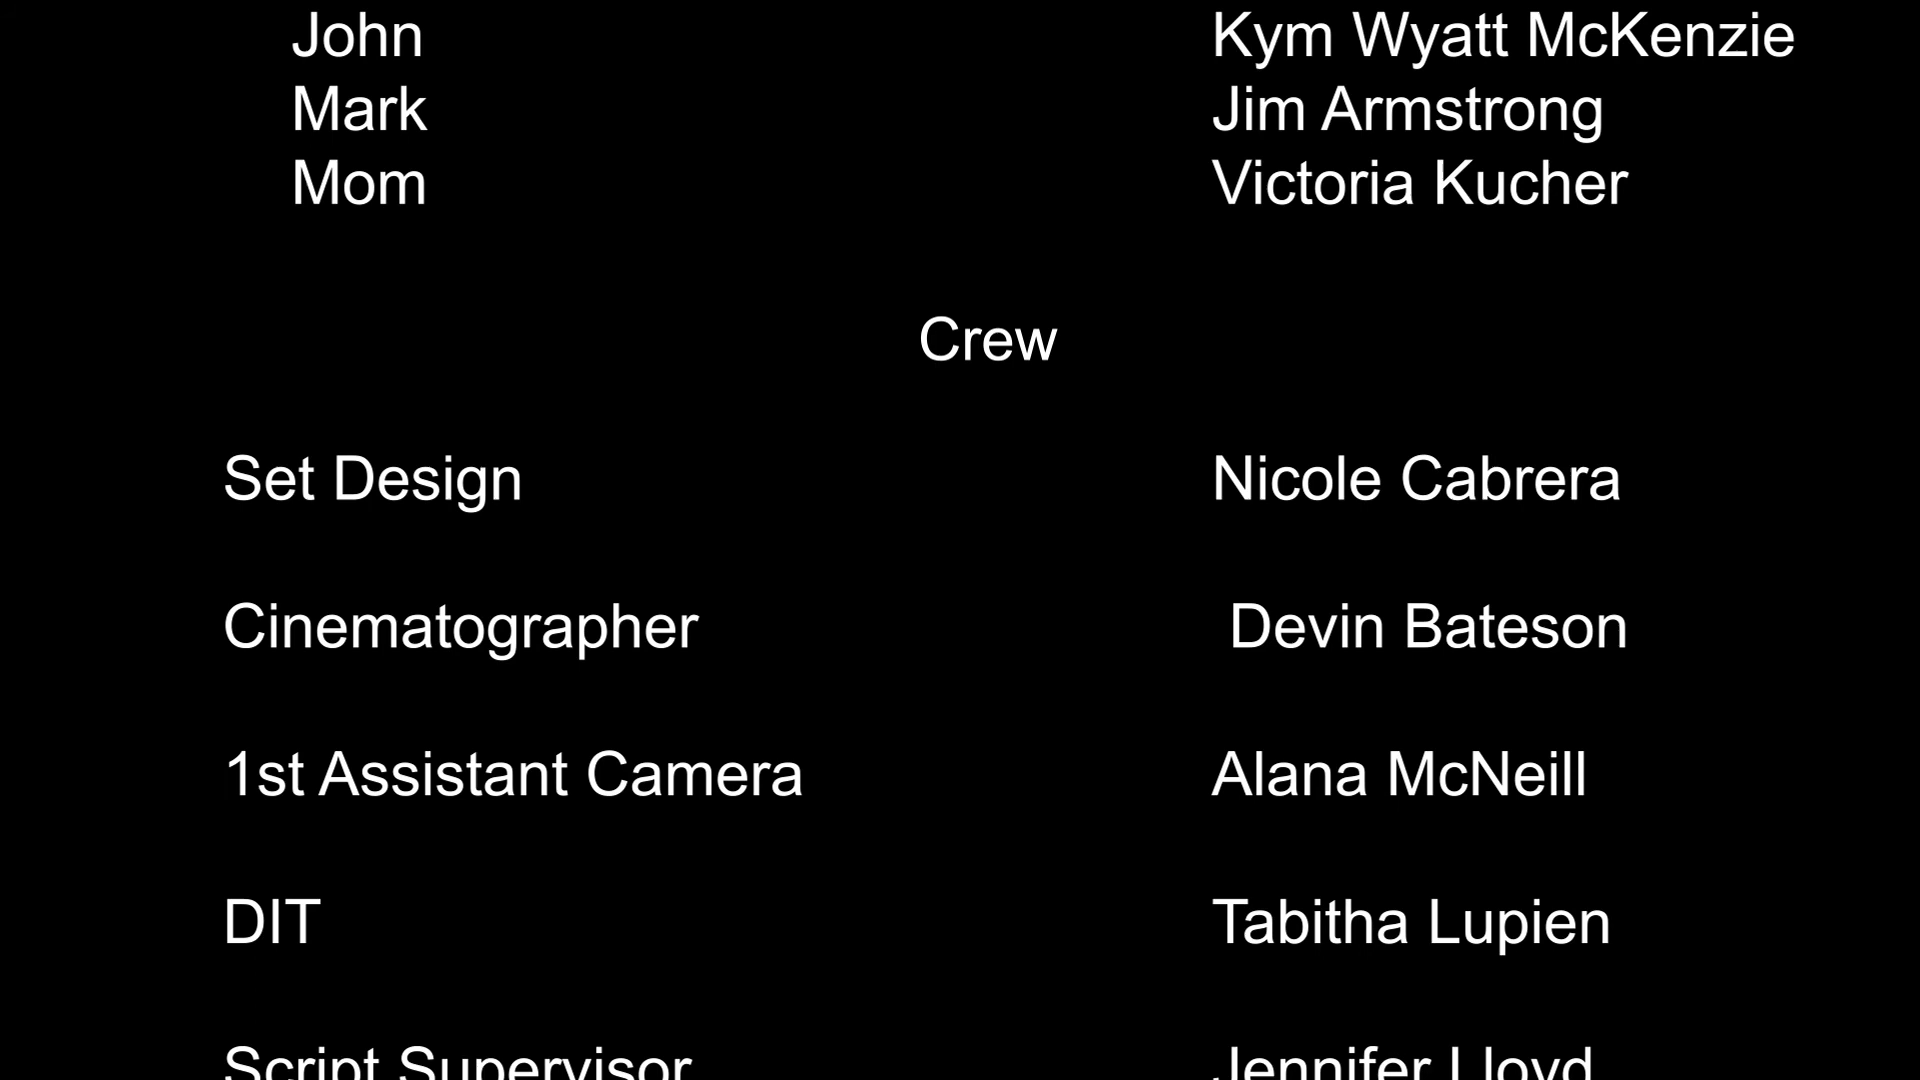 John Kym Wyatt McKenzie
Mark Jim Armstrong
Mom Victoria Kucher
Crew
Set Design Nicole Cabrera
Cinematographer Devin Bateson
1st Assistant Camera Alana McNeill
DIT Tabitha Lupien
Script Supervisor Jennifer Lloyd